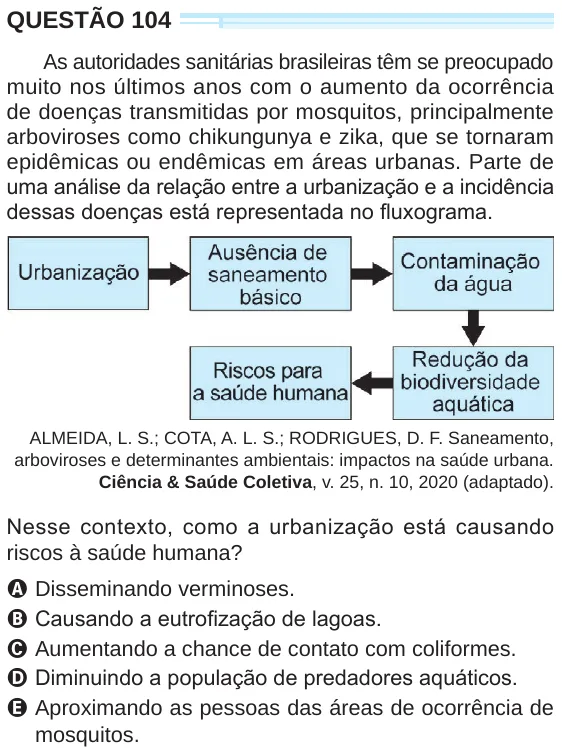 QUESTÃO 104
As autoridades sanitárias brasileiras têm se preocupado
muito nos últimos anos com o aumento da ocorrência
de doenças transmitidas por mosquitos, principalmente
arboviroses como chikungunya e zika, que se tornaram
epidêmicas ou endêmicas em áreas urbanas. Parte de
uma análise da relação entre a urbanização e a incidência
dessas doenças está representada no fluxograma.
Urbanização
Ausência de
saneamento
básico
Contaminação
da água
Redução da
biodiversidade
aquática
Riscos para
a saúde humana
ALMEIDA, L. S.; COTA, A. L. S.; RODRIGUES, D. F. Saneamento,
arboviroses e determinantes ambientais: impactos na saúde urbana.
Ciência & Saúde Coletiva, v. 25, n. 10, 2020 (adaptado).
Nesse contexto, como a urbanização está causando
riscos à saúde humana?
A Disseminando verminoses.
B Causando a eutrofização de lagoas.
C Aumentando a chance de contato com coliformes.
D Diminuindo a população de predadores aquáticos.
E Aproximando as pessoas das áreas de ocorrência de
mosquitos.